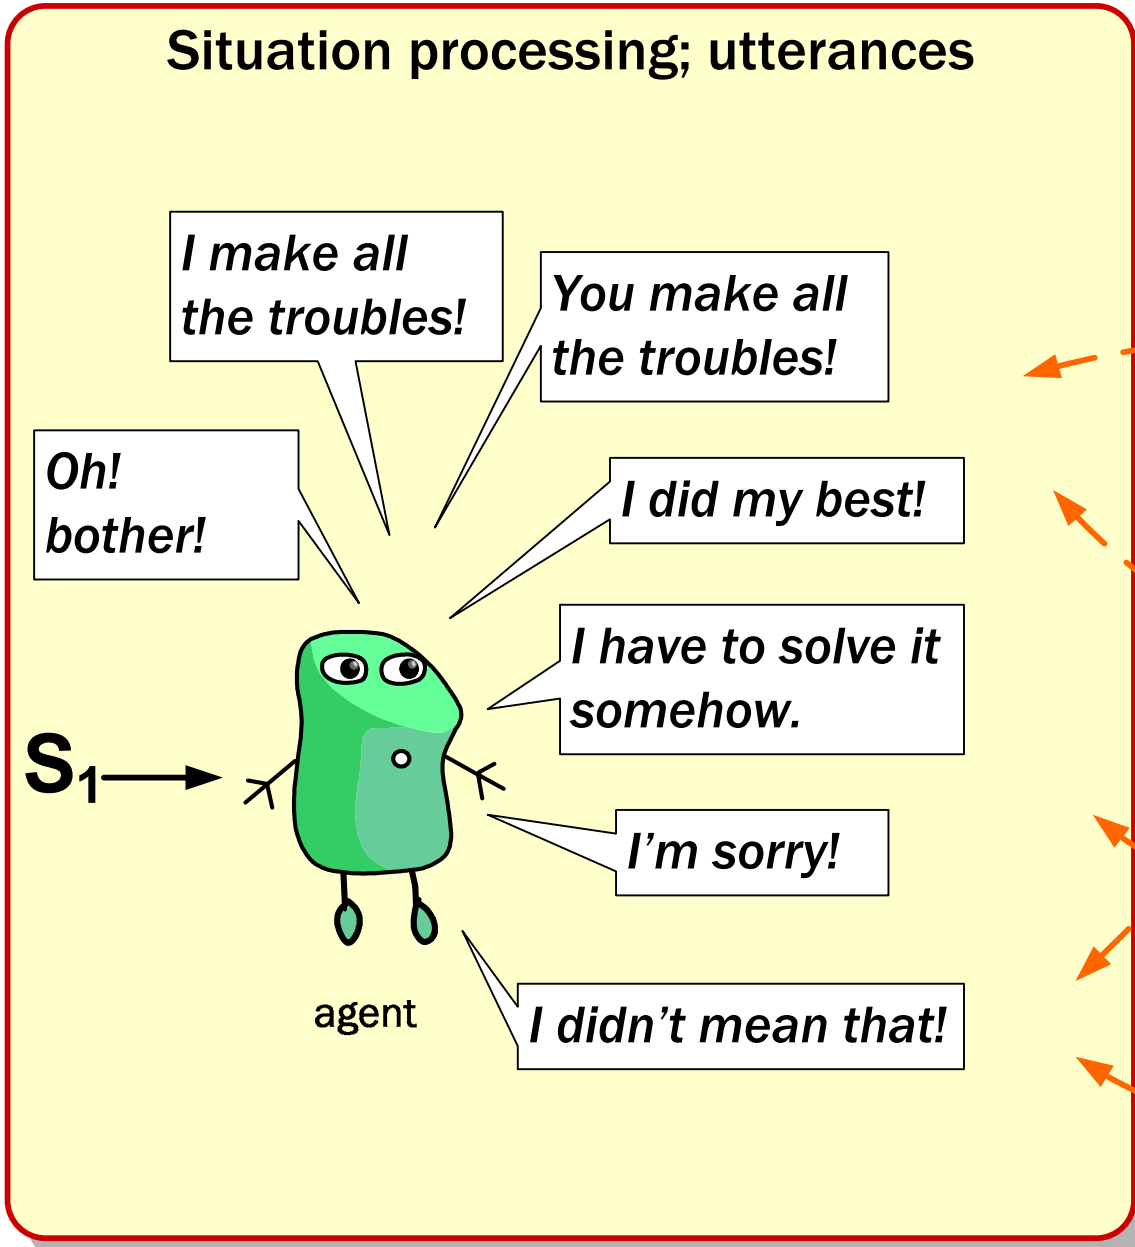 Situation processing; utterances
I make all
the troubles!
You make all
the troubles!
Oh!
bother!
I did my best!
I have to solve it
somehow.
S₁
I’m sorry!
agent
I didn’t mean that!